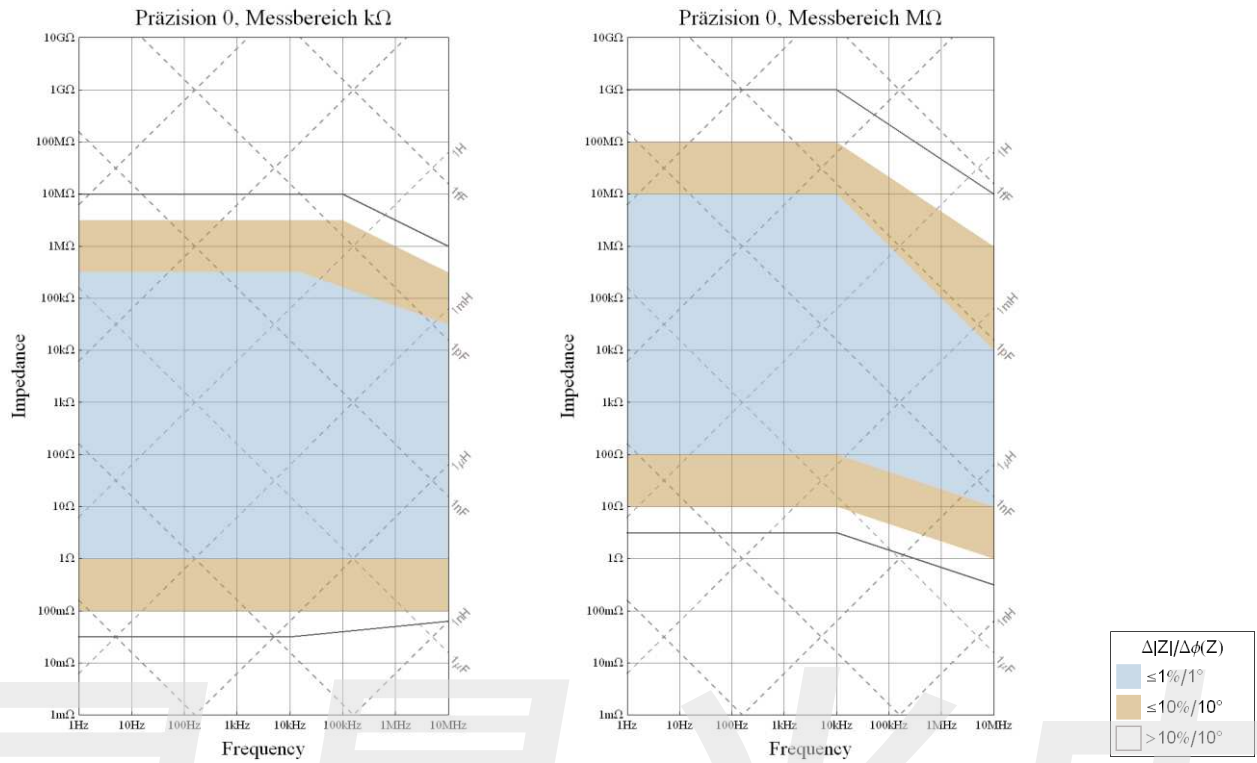 Präzision 0, Messbereich kΩ
10GΩ
1GΩ
100MΩ
10MΩ
1MΩ
100kΩ
10kΩ
1kΩ
100Ω
10Ω
1Ω
100mΩ
10mΩ
1mΩ
Impedance
1H
1fF
1mH
1pF
1μH
1nF
1nH
1μF
1Hz 10Hz 100Hz 1kHz 10kHz 100kHz 1MHz 10MHz
Frequency
Präzision 0, Messbereich MΩ
10GΩ
1GΩ
100MΩ
10MΩ
1MΩ
100kΩ
10kΩ
1kΩ
100Ω
10Ω
1Ω
100mΩ
10mΩ
1mΩ
Impedance
1H
1fF
1mH
1pF
1μH
1nF
1nH
1μF
1Hz 10Hz 100Hz 1kHz 10kHz 100kHz 1MHz 10MHz
Frequency
Δ|Z|/Δϕ(Z)
≤1%/1°
≤10%/10°
>10%/10°